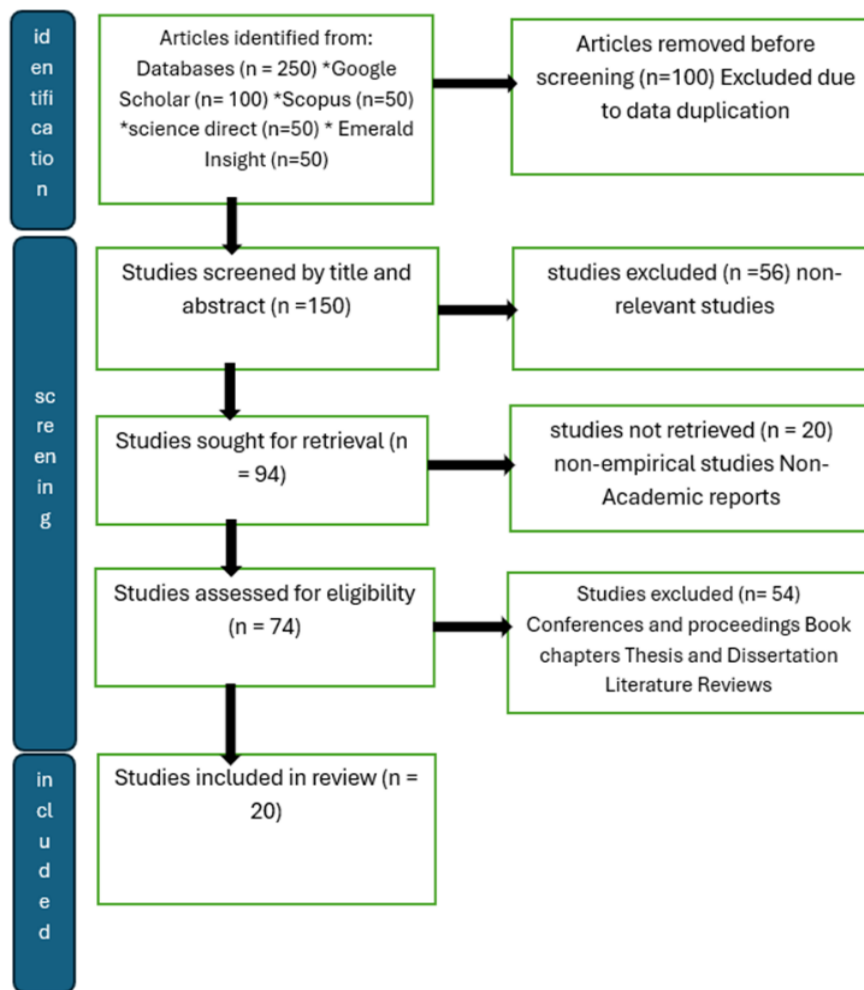 id
en
tifi
ca
tio
n
Articles identified from:
Databases (n = 250) *Google
Scholar (n= 100) *Scopus (n=50)
*science direct (n=50) * Emerald
Insight (n=50)
Articles removed before
screening (n=100) Excluded due
to data duplication
sc
re
en
in
g
Studies screened by title and
abstract (n =150)
studies excluded (n =56) non-
relevant studies
Studies sought for retrieval (n
= 94)
studies not retrieved (n = 20)
non-empirical studies Non-
Academic reports
Studies assessed for eligibility
(n = 74)
Studies excluded (n= 54)
Conferences and proceedings Book
chapters Thesis and Dissertation
Literature Reviews
in
cl
u
d
e
d
Studies included in review (n =
20)